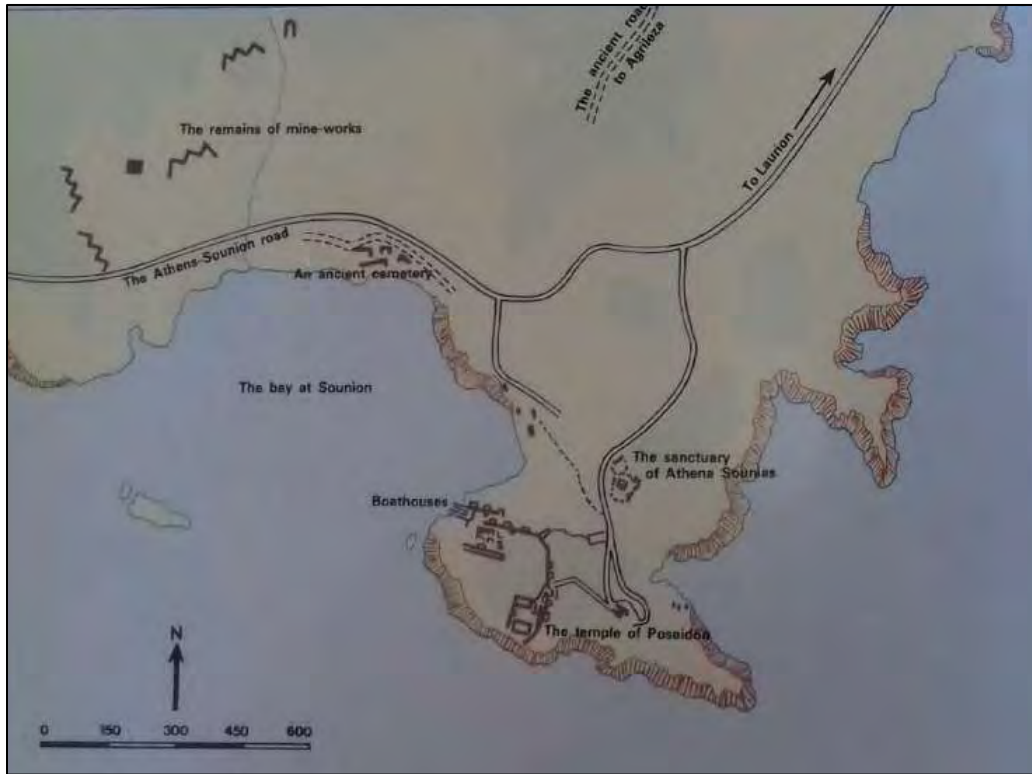 The ancient road
to Agrileza
The remains of mine-works
To Laurion
The Athens-Sounion road
An ancient cemetery
The bay at Sounion
The sanctuary
of Athena Sounias
Boathouses
The temple of Poseidon
N
0 150 300 450 600